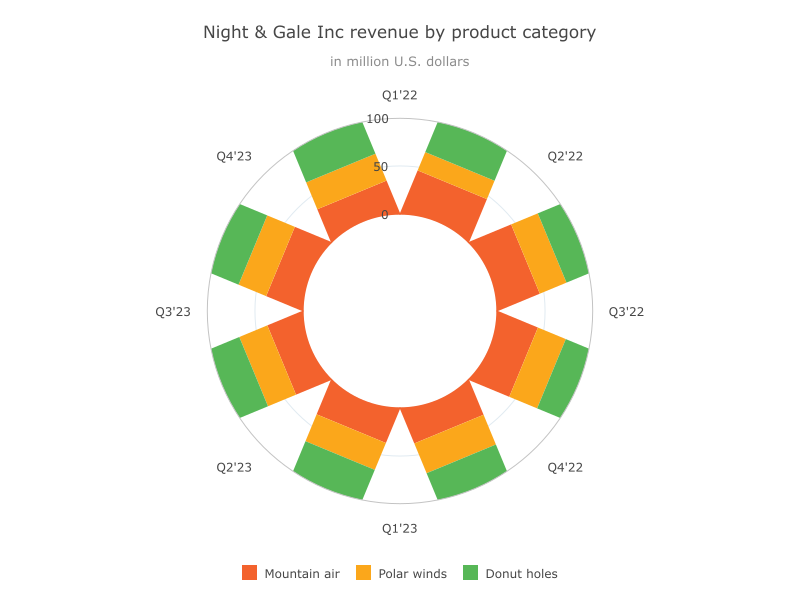 Night & Gale Inc revenue by product category
in million U.S. dollars
Q1'22
100
Q4'23
Q2'22
50
0
Q3'23
Q3'22
Q2'23
Q4'22
Q1'23
Mountain air
Polar winds
Donut holes